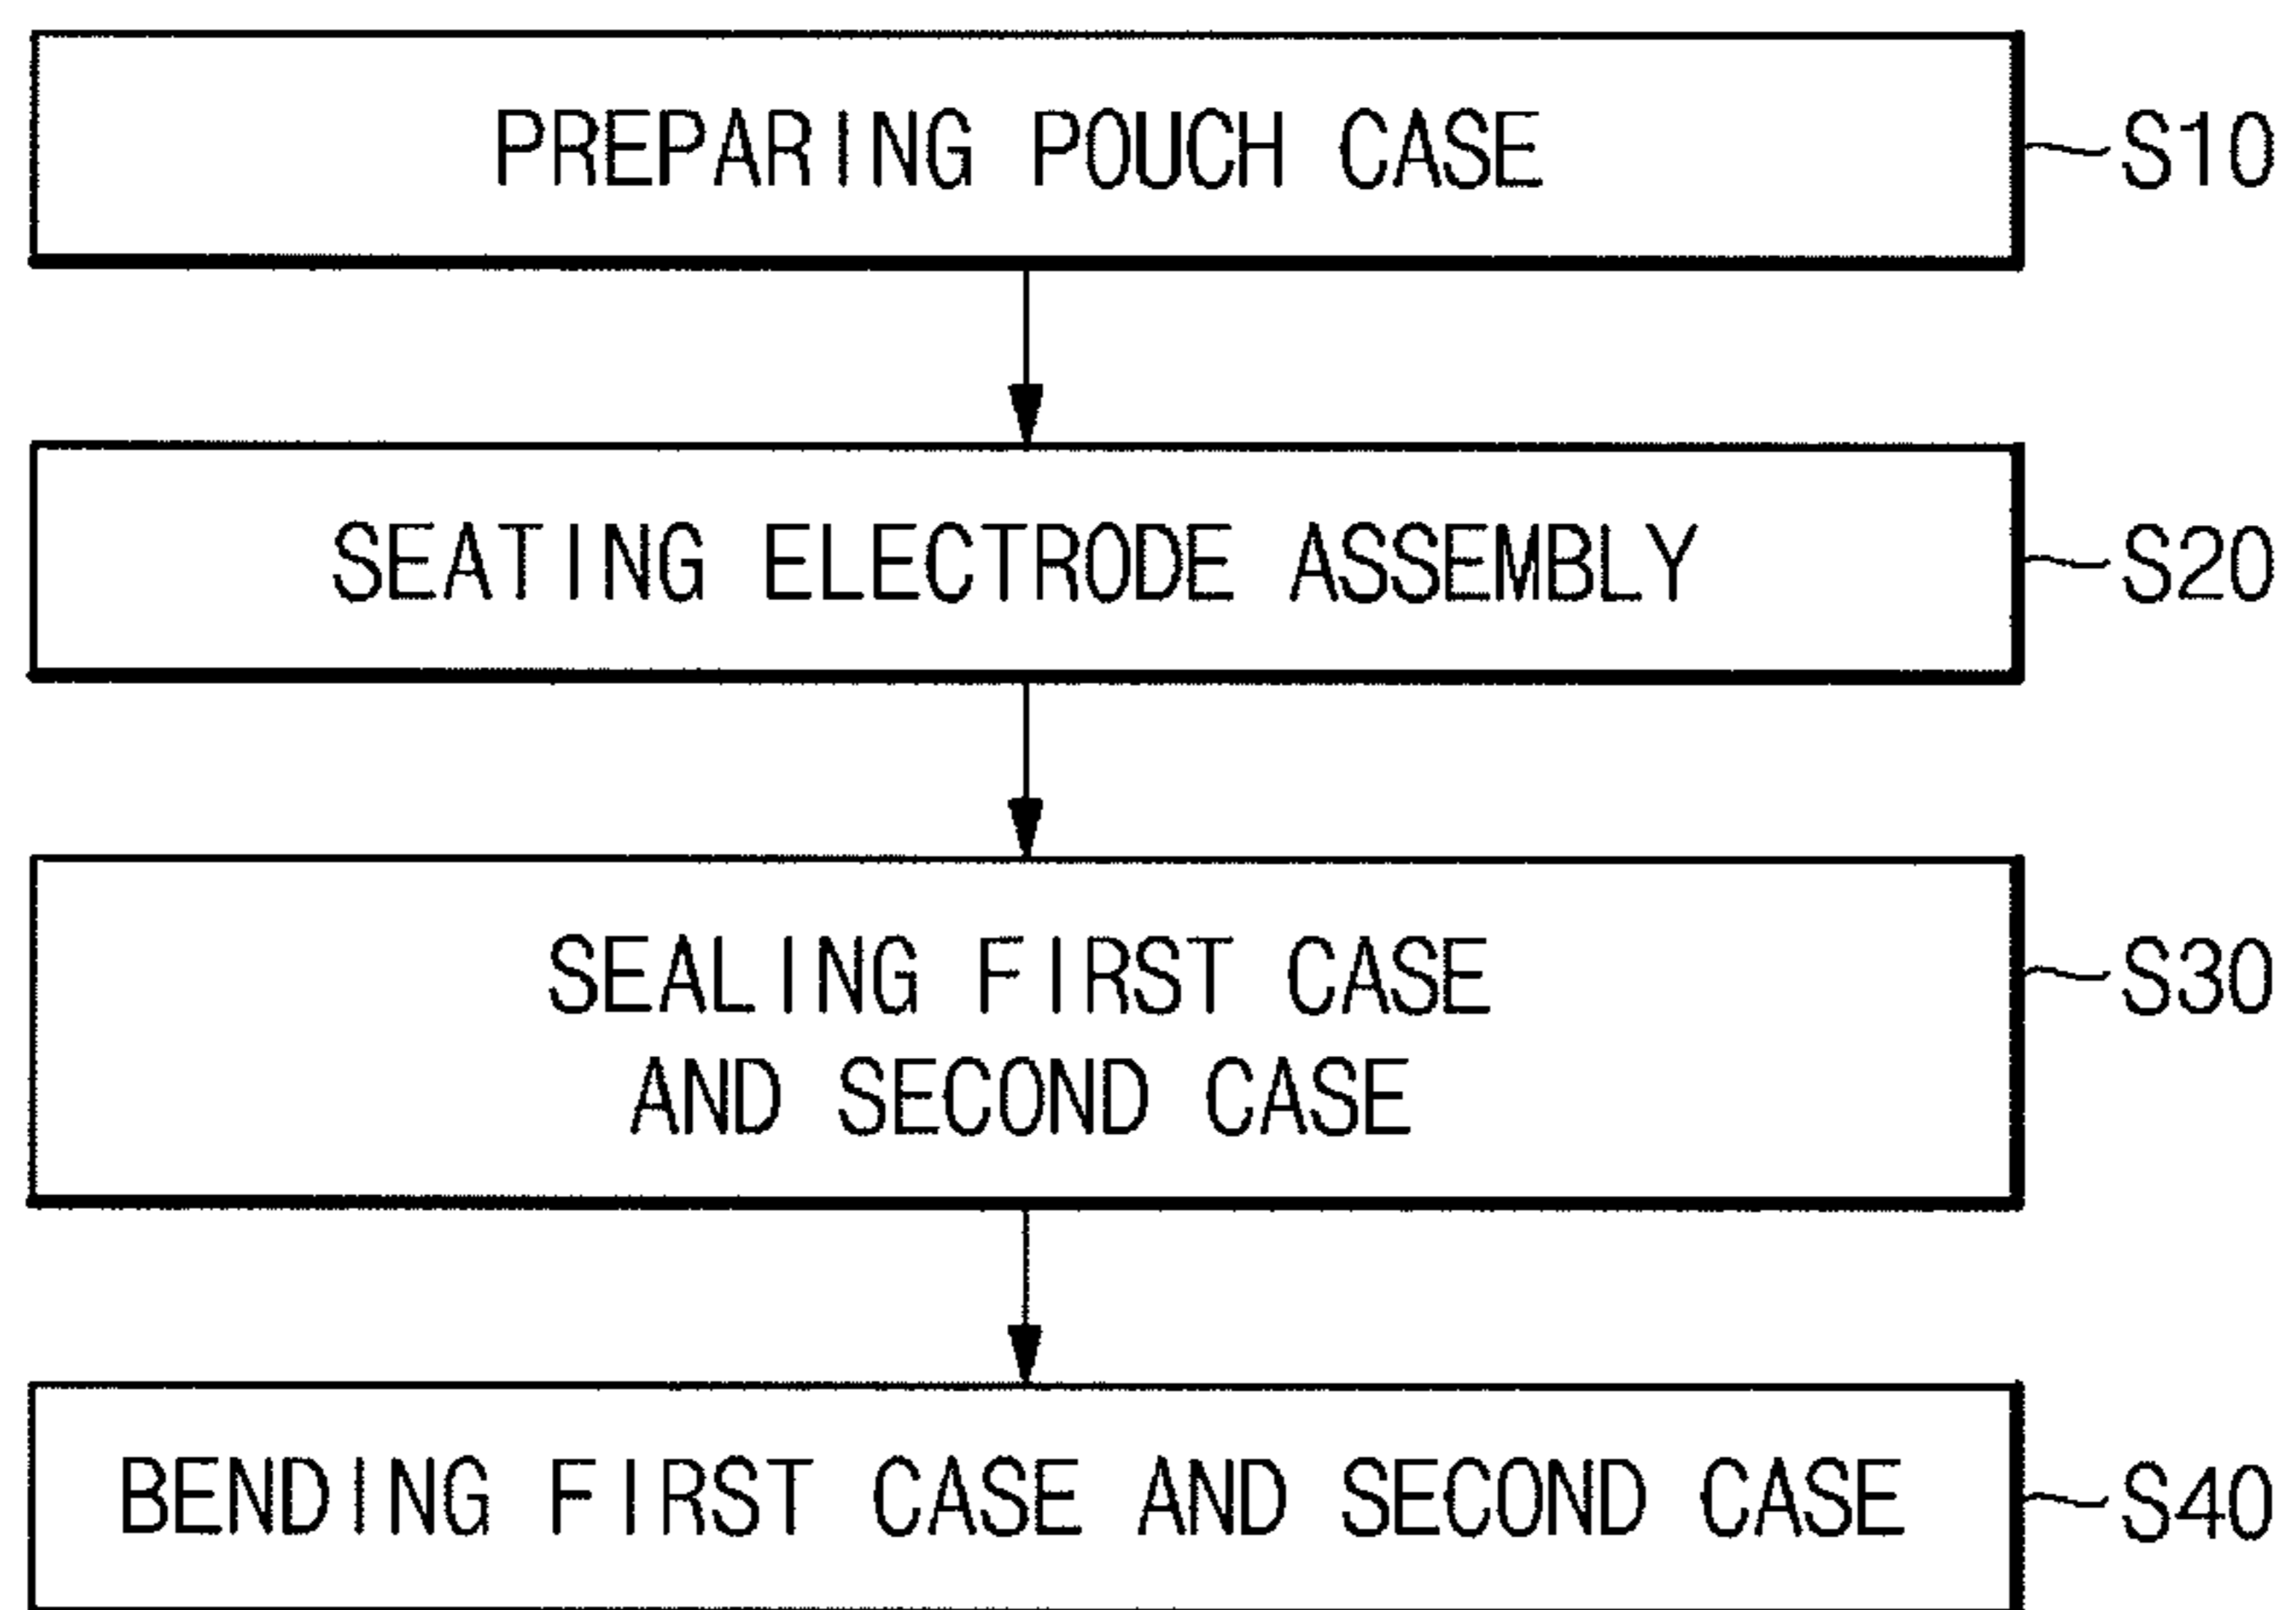 PREPARING POUCH CASE S10
SEATING ELECTRODE ASSEMBLY S20
SEALING FIRST CASE S30
AND SECOND CASE
BENDING FIRST CASE AND SECOND CASE S40